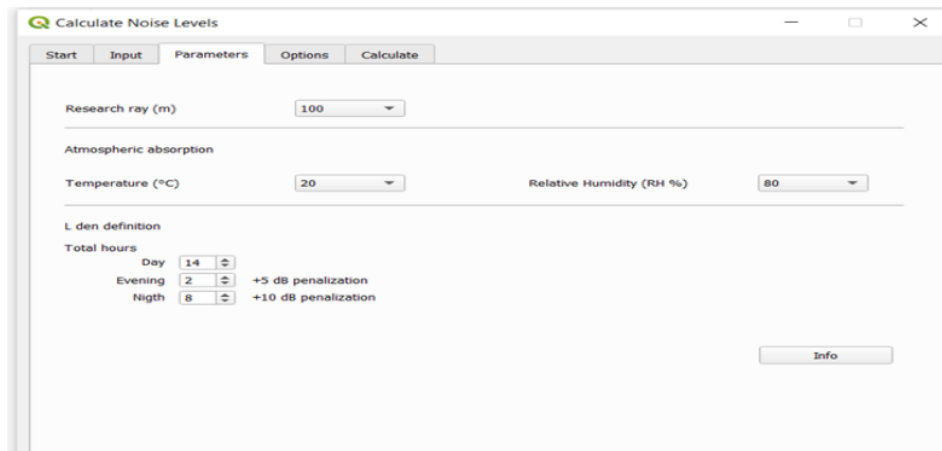 Calculate Noise Levels
Start Input Parameters Options Calculate
Research ray (m) 100
Atmospheric absorption
Temperature (°C) 20 Relative Humidity (RH %) 80
L den definition
Total hours
Day 14
Evening 2 +5 dB penalization
Nigth 8 +10 dB penalization
Info